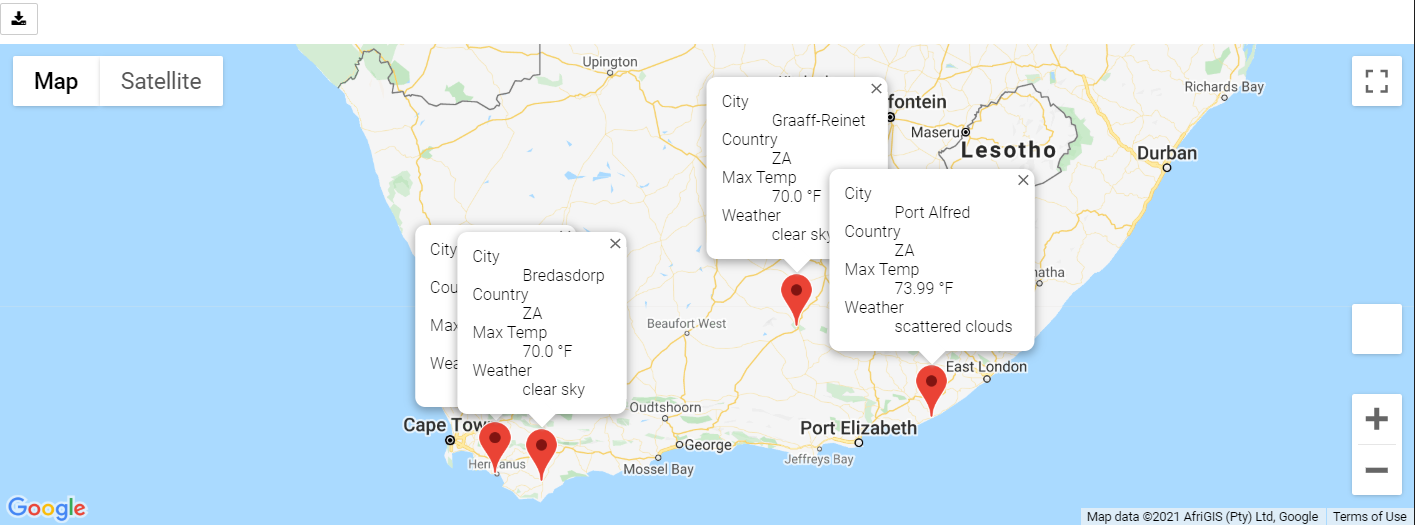 Map
Satellite
Upington
Richards Bay
fontein
Maseru
Lesotho
Durban
City
Graaff-Reinet
Country
ZA
Max Temp
70.0 °F
Weather
clear sky
City
Port Alfred
Country
ZA
Max Temp
73.99 °F
Weather
scattered clouds
City
Cou
Max
Wea
City
Bredasdorp
Country
ZA
Max Temp
70.0 °F
Weather
clear sky
hatha
Beaufort West
East London
Oudtshoorn
Cape Tow
Port Elizabeth
George
Jeffreys Bay
Mossel Bay
Hermanus
Google
Map data ©2021 AfriGIS (Pty) Ltd, Google
Terms of Use